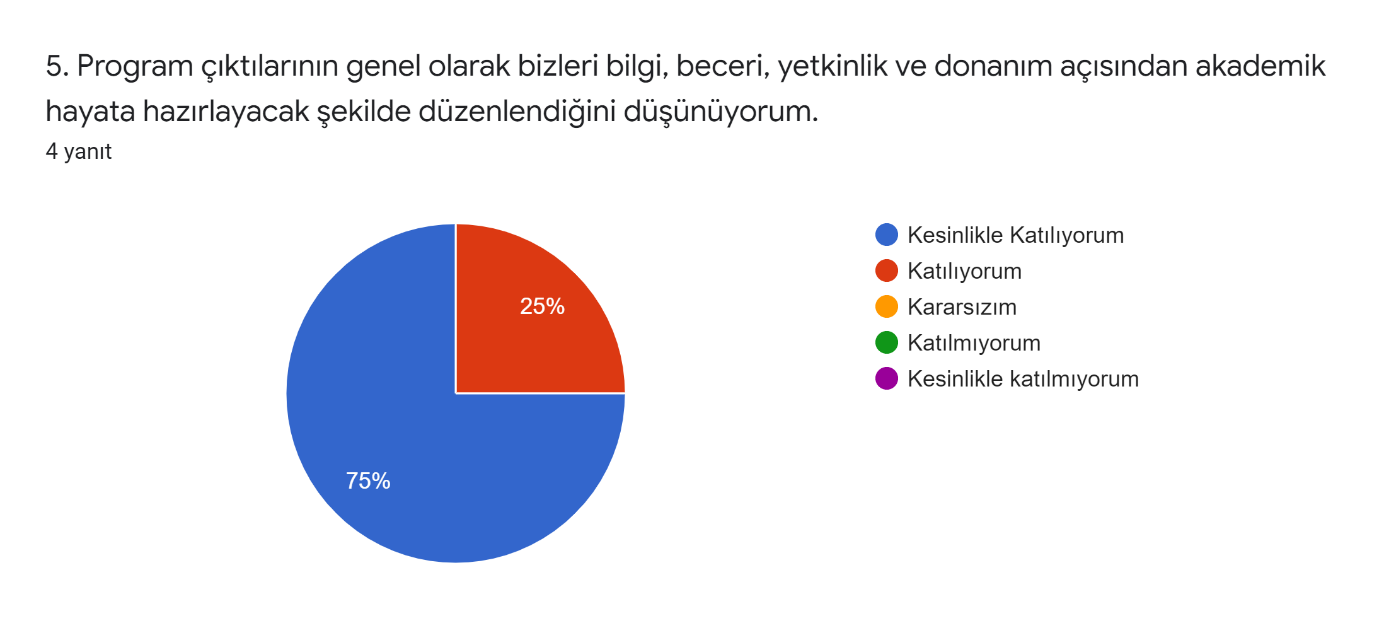 5. Program çıktılarının genel olarak bizleri bilgi, beceri, yetkinlik ve donanım açısından akademik
hayata hazırlayacak şekilde düzenlendiğini düşünüyorum.
4 yanıt
Kesinlikle Katılıyorum
Katılıyorum
Kararsızım
Katılmıyorum
Kesinlikle katılmıyorum
25%
75%